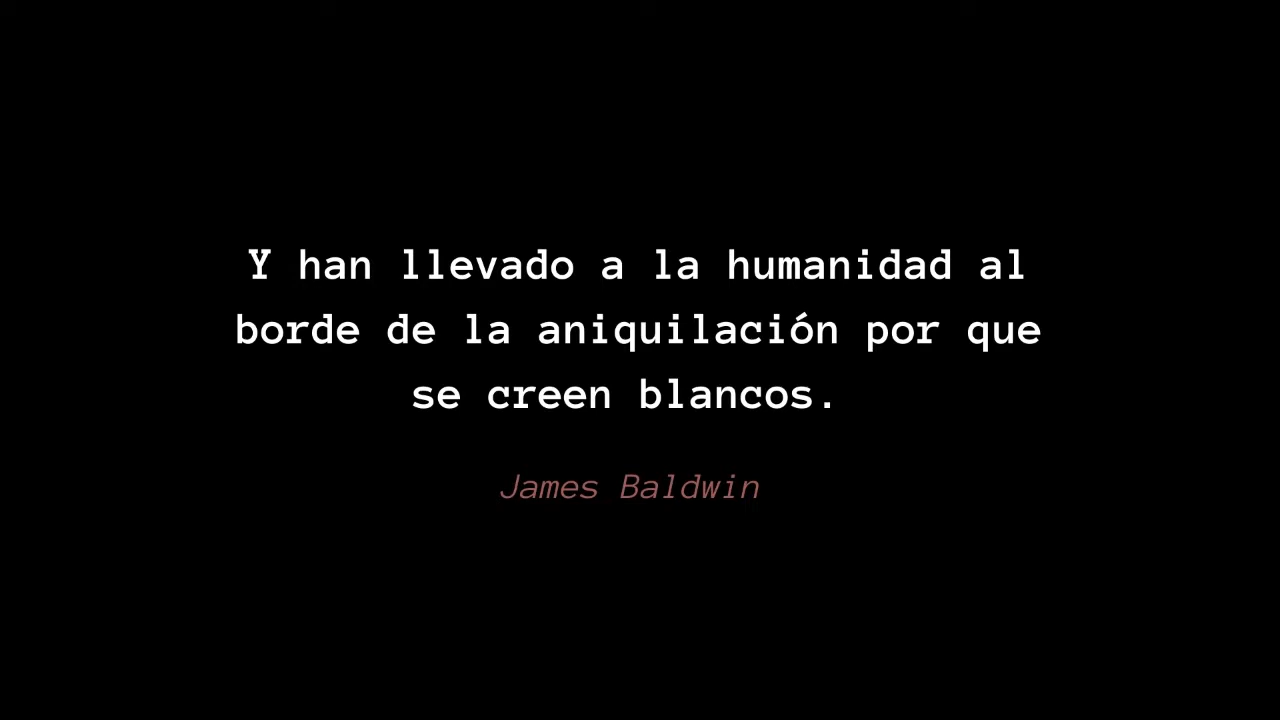 Y han llevado a la humanidad al
borde de la aniquilación por que
se creen blancos.
James Baldwin